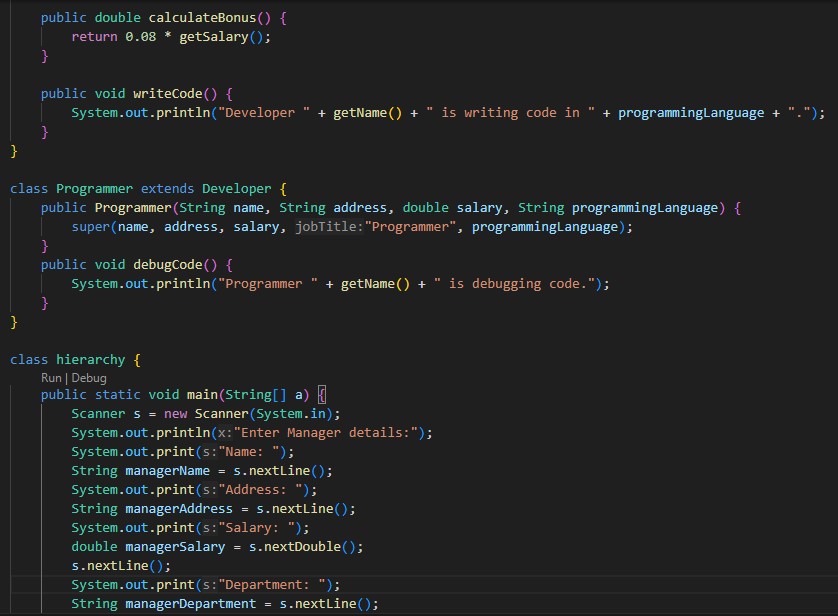 public double calculateBonus() {
return 0.08 * getSalary();
}
public void writeCode() {
System.out.println("Developer " + getName() + " is writing code in " + programmingLanguage + ".");
}
}
class Programmer extends Developer {
public Programmer(String name, String address, double salary, String programmingLanguage) {
super(name, address, salary, jobTitle:"Programmer", programmingLanguage);
}
public void debugCode() {
System.out.println("Programmer " + getName() + " is debugging code.");
}
}
class hierarchy {
Run | Debug
public static void main(String[] a) {
Scanner s = new Scanner(System.in);
System.out.println(x:"Enter Manager details:");
System.out.print(s:"Name: ");
String managerName = s.nextLine();
System.out.print(s:"Address: ");
String managerAddress = s.nextLine();
System.out.print(s:"Salary: ");
double managerSalary = s.nextDouble();
s.nextLine();
System.out.print(s:"Department: ");
String managerDepartment = s.nextLine();